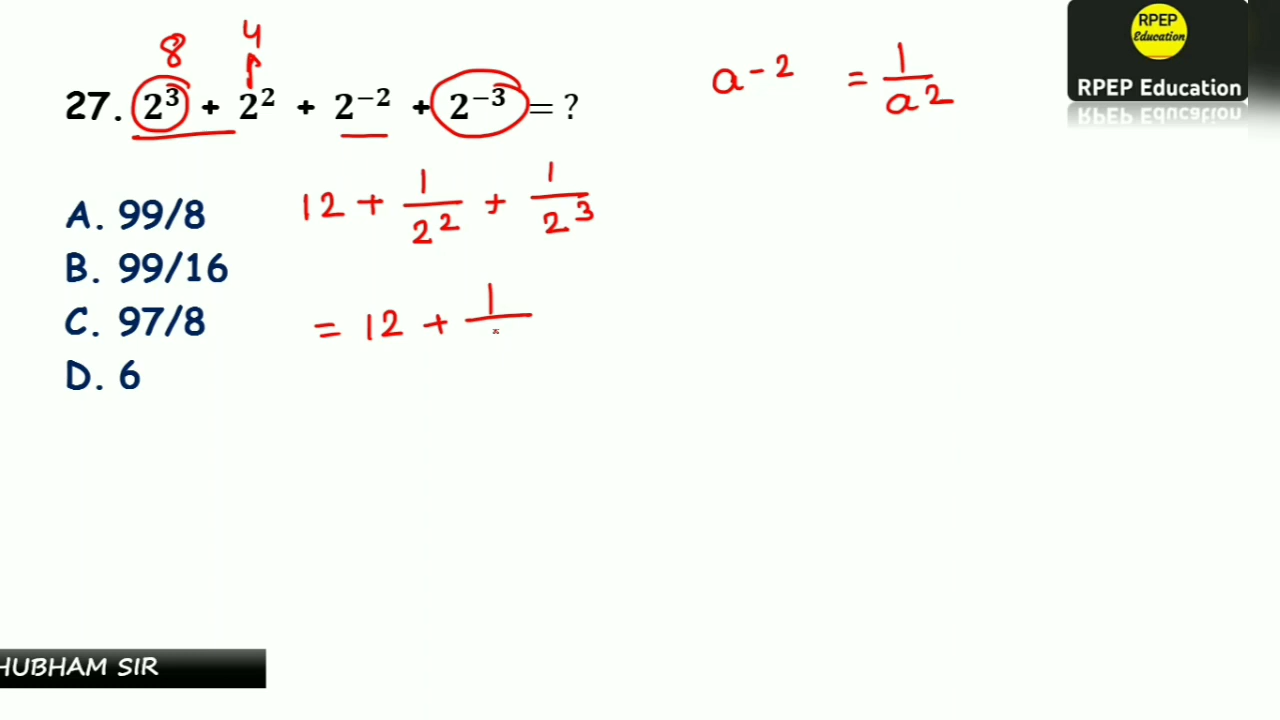 8 4
27. 2³ + 2² + 2⁻² + 2⁻³ = ?
a⁻² = 1/a²
RPEP
Education
RPEP Education
A. 99/8
12 + 1/2² + 1/2³
B. 99/16
C. 97/8
= 12 + 1/
D. 6
HUBHAM SIR